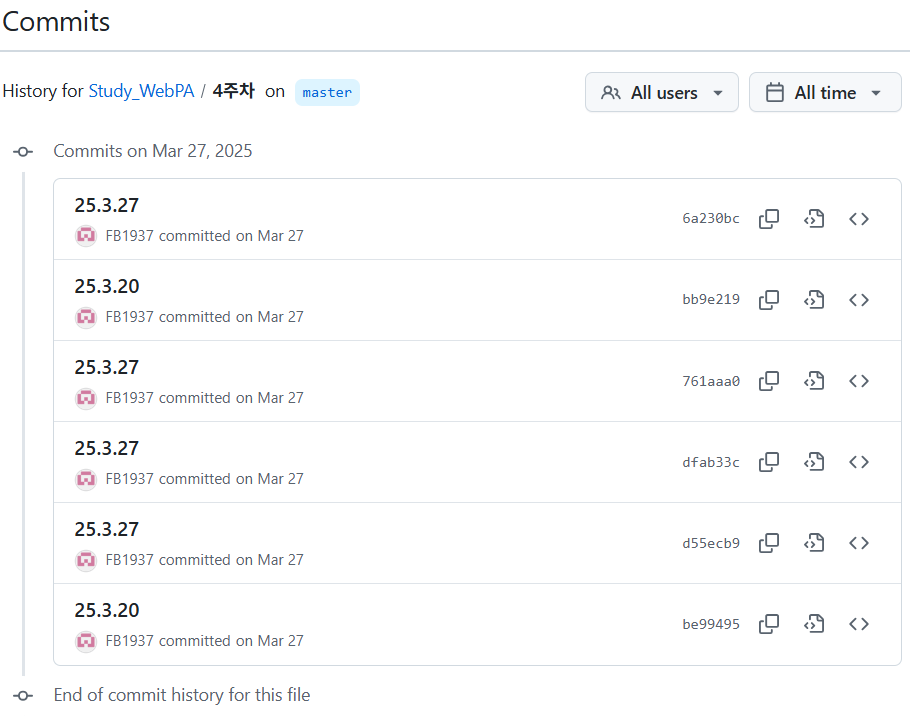 Commits
History for Study_WebPA / 4주차 on master
All users
All time
Commits on Mar 27, 2025
25.3.27
FB1937 committed on Mar 27
6a230bc
25.3.20
FB1937 committed on Mar 27
bb9e219
25.3.27
FB1937 committed on Mar 27
761aaa0
25.3.27
FB1937 committed on Mar 27
dfab33c
25.3.27
FB1937 committed on Mar 27
d55ecb9
25.3.20
FB1937 committed on Mar 27
be99495
End of commit history for this file